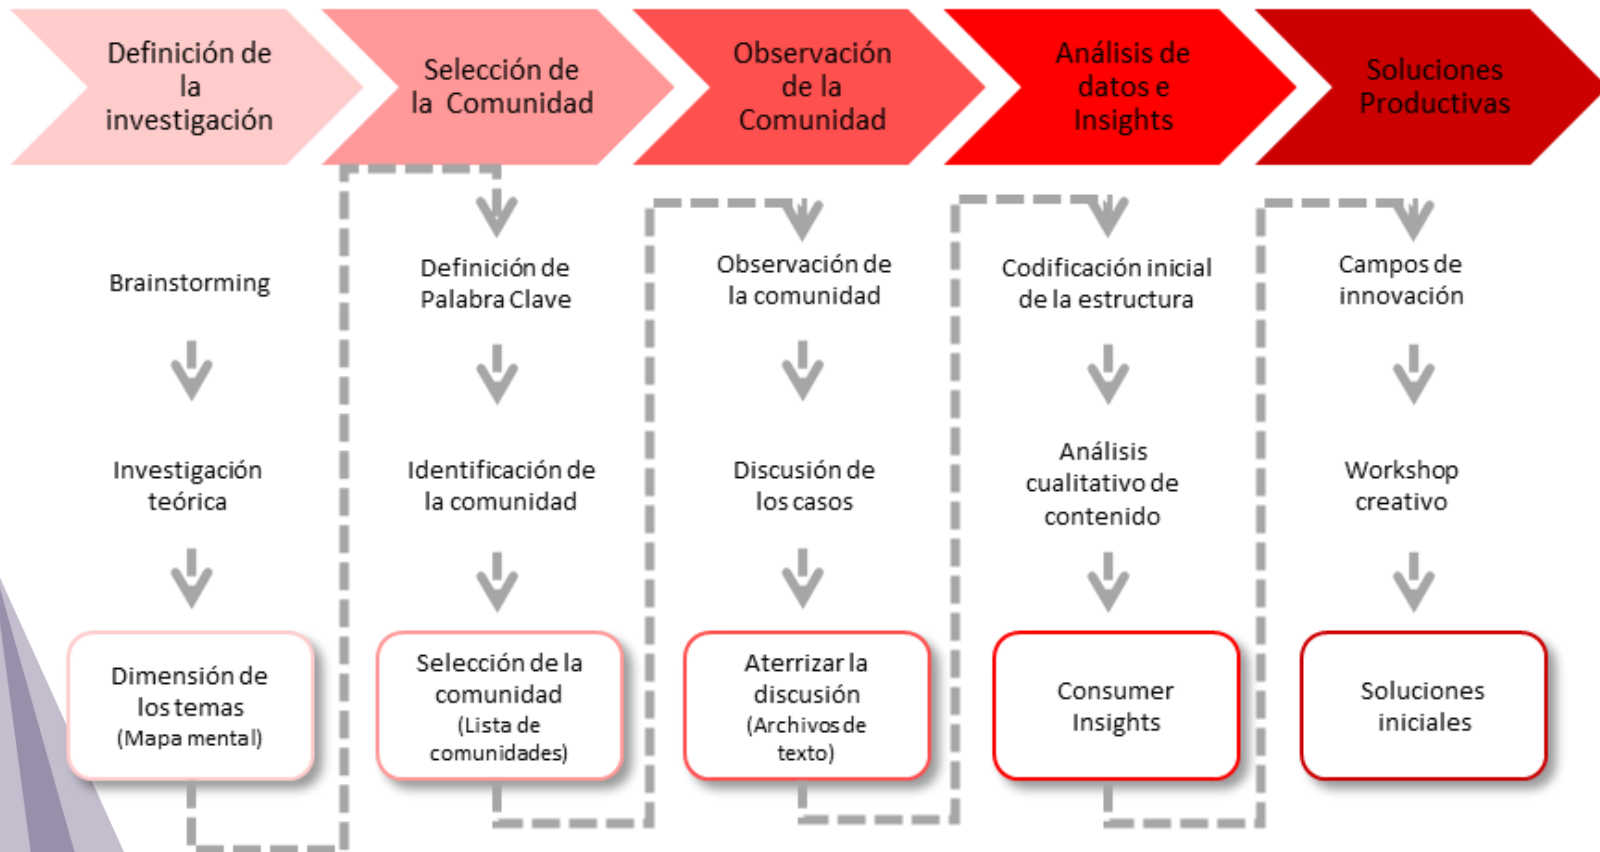 Definición de
la
investigación
Selección de
la Comunidad
Observación
de la
Comunidad
Análisis de
datos e
Insights
Soluciones
Productivas
Brainstorming
Investigación
teórica
Dimensión de
los temas
(Mapa mental)
Definición de
Palabra Clave
Identificación de
la comunidad
Selección de la
comunidad
(Lista de
comunidades)
Observación de
la comunidad
Discusión de
los casos
Aterrizar la
discusión
(Archivos de
texto)
Codificación inicial
de la estructura
Análisis
cualitativo de
contenido
Consumer
Insights
Campos de
innovación
Workshop
creativo
Soluciones
iniciales